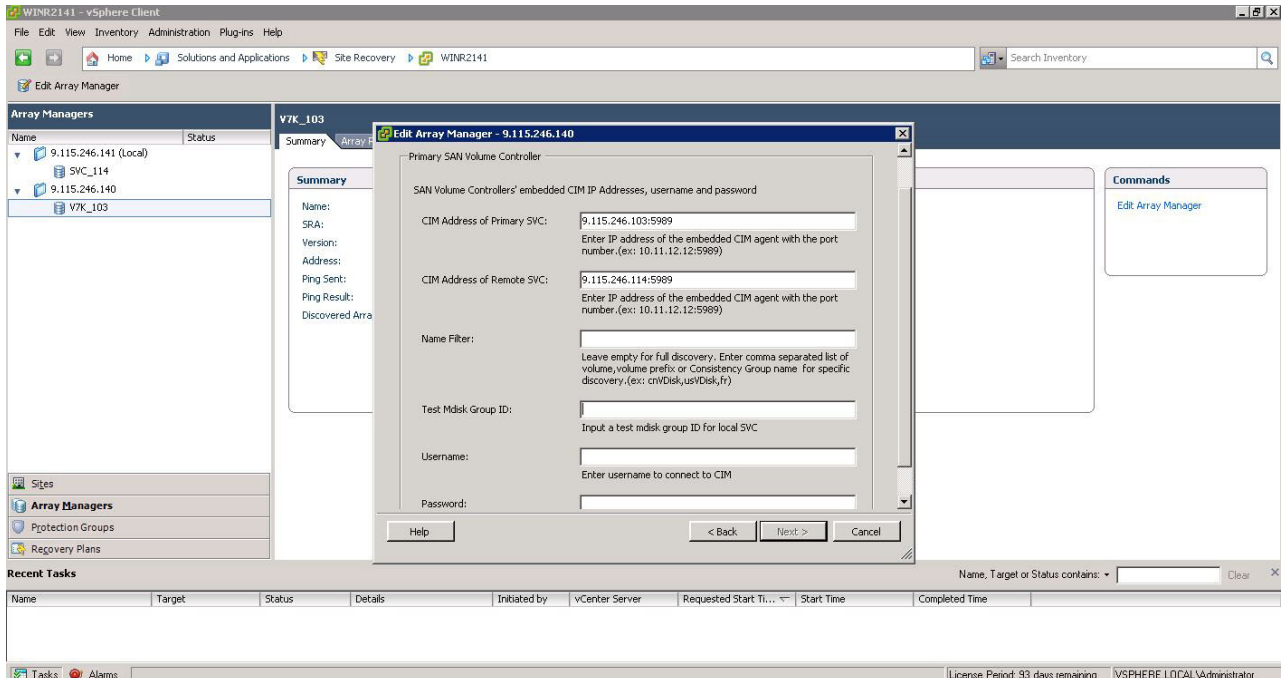 WINR2141 - vSphere Client
File Edit View Inventory Administration Plug-ins Help
Home Solutions and Applications Site Recovery WINR2141
Search Inventory
Edit Array Manager
Array Managers
Name Status
9.115.246.141 (Local)
SVC_114
9.115.246.140
V7K_103
Sites
Array Managers
Protection Groups
Recovery Plans
V7K_103
Summary Array
Summary
Name:
SRA:
Version:
Address:
Ping Sent:
Ping Result:
Discovered Arra
Edit Array Manager - 9.115.246.140
Primary SAN Volume Controller
SAN Volume Controllers' embedded CIM IP Addresses, username and password
CIM Address of Primary SVC: 9.115.246.103:5989
Enter IP address of the embedded CIM agent with the port
number.(ex: 10.11.12.12:5989)
CIM Address of Remote SVC: 9.115.246.114:5989
Enter IP address of the embedded CIM agent with the port
number.(ex: 10.11.12.12:5989)
Name Filter:
Leave empty for full discovery. Enter comma separated list of
volume,volume prefix or Consistency Group name for specific
discovery.(ex: cnVDisk,usVDisk,fr)
Test Mdisk Group ID:
Input a test mdisk group ID for local SVC
Username:
Enter username to connect to CIM
Password:
Help < Back Next > Cancel
Commands
Edit Array Manager
Recent Tasks
Name, Target or Status contains: Clear
Name Target Status Details Initiated by vCenter Server Requested Start Ti... Start Time Completed Time
Tasks Alarms License Period: 93 days remaining VSPHERE.LOCAL\Administrator